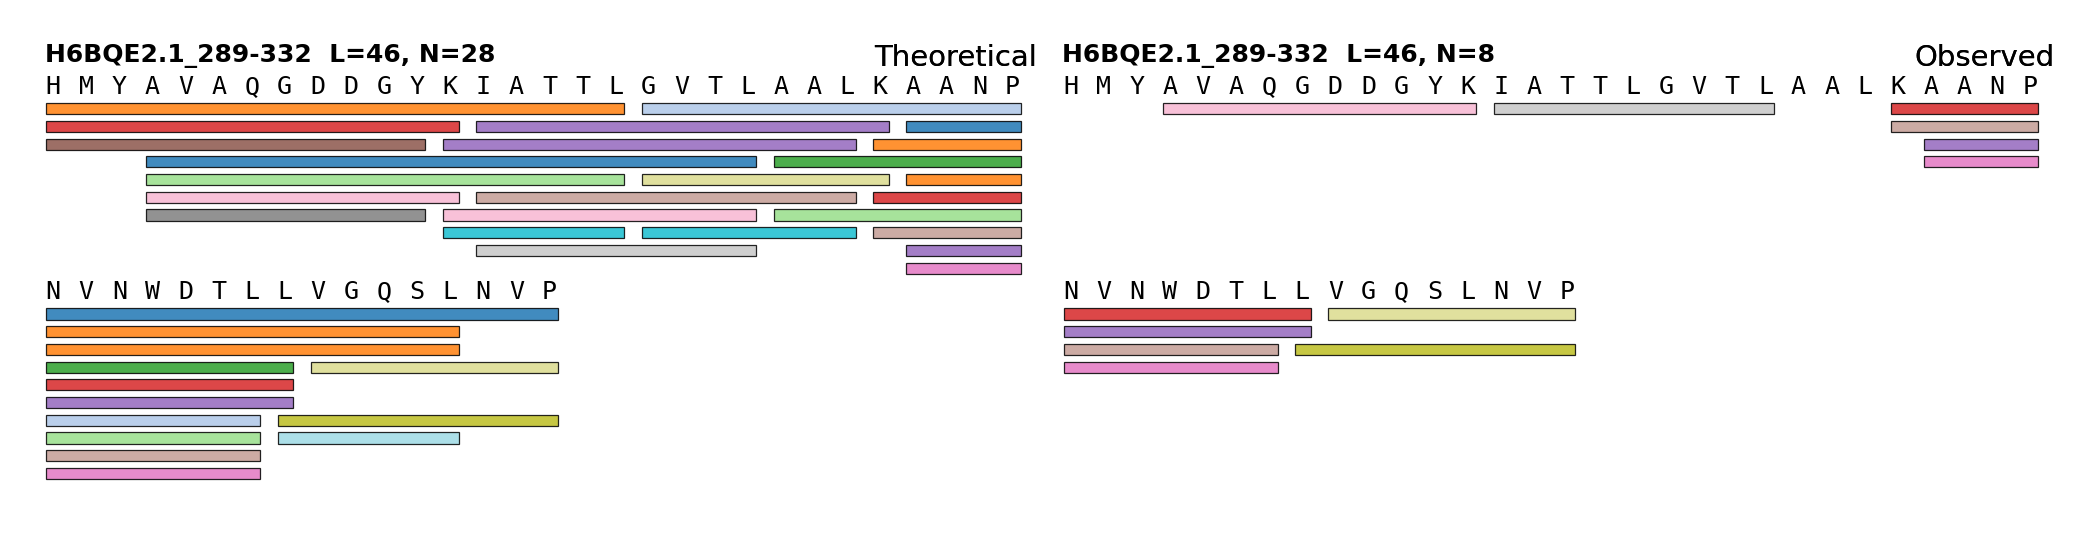 H6BQE2.1_289-332 L=46, N=28
Theoretical
H M Y A V A Q G D D G Y K I A T T L G V T L A A L K A A N P
N V N W D T L L V G Q S L N V P
H6BQE2.1_289-332 L=46, N=8
Observed
H M Y A V A Q G D D G Y K I A T T L G V T L A A L K A A N P
N V N W D T L L V G Q S L N V P